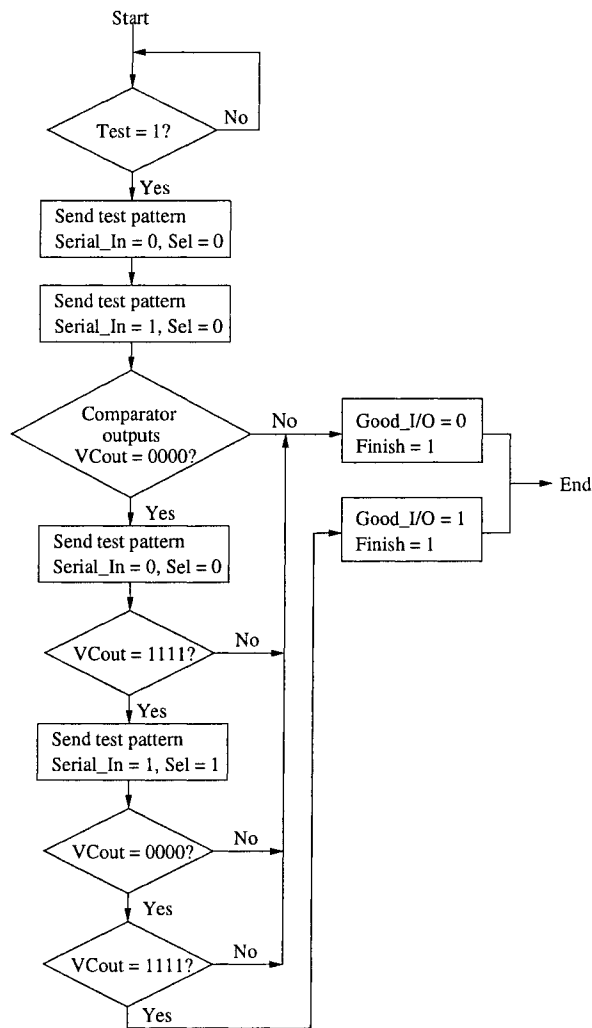 Start
Test = 1?
No
Yes
Send test pattern
Serial_In = 0, Sel = 0
Send test pattern
Serial_In = 1, Sel = 0
Comparator
outputs
VCout = 0000?
No
Good_I/O = 0
Finish = 1
End
Yes
Good_I/O = 1
Finish = 1
Send test pattern
Serial_In = 0, Sel = 0
VCout = 1111?
No
Yes
Send test pattern
Serial_In = 1, Sel = 1
VCout = 0000?
No
Yes
VCout = 1111?
No
Yes